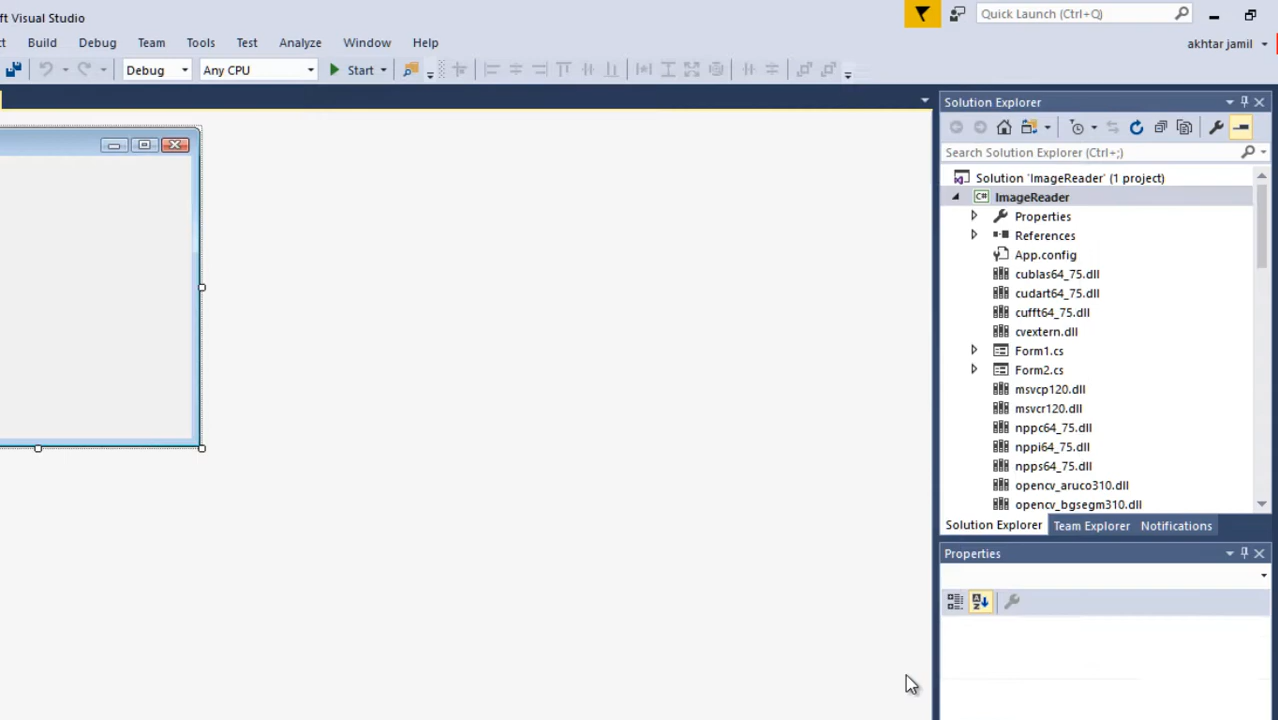 ft Visual Studio
Quick Launch (Ctrl+Q)
ct Build Debug Team Tools Test Analyze Window Help
akhtar jamil
Debug Any CPU Start
Solution Explorer
Search Solution Explorer (Ctrl+;)
Solution 'ImageReader' (1 project)
C# ImageReader
Properties
References
App.config
cublas64_75.dll
cudart64_75.dll
cufft64_75.dll
cvextern.dll
Form1.cs
Form2.cs
msvcp120.dll
msvcr120.dll
nppc64_75.dll
nppi64_75.dll
npps64_75.dll
opencv_aruco310.dll
opencv_bgsegm310.dll
Solution Explorer Team Explorer Notifications
Properties